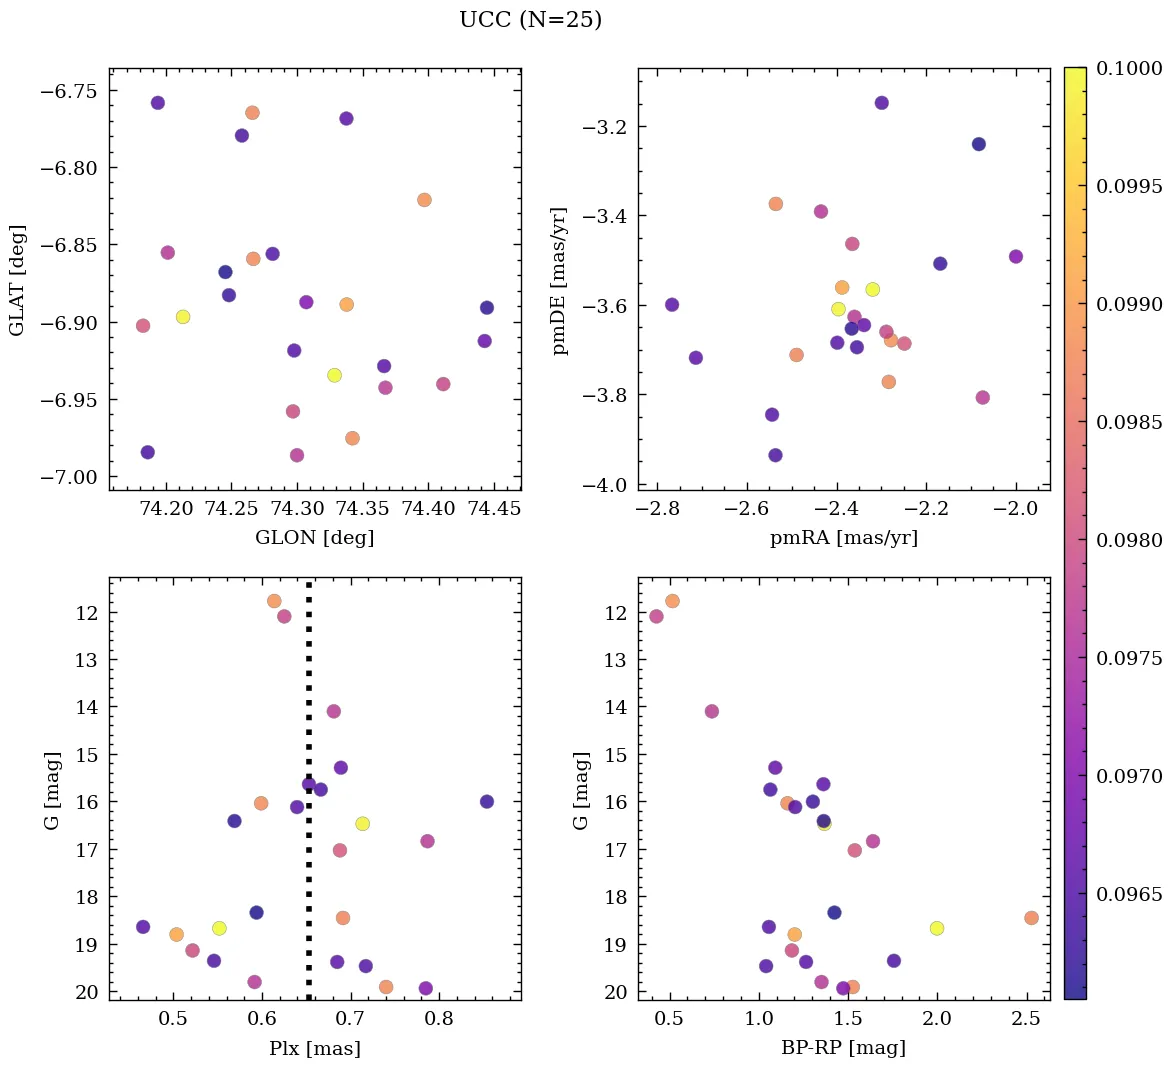 UCC (N=25)
−6.75
−6.80
−6.85
−6.90
−6.95
−7.00
GLAT [deg]
74.20 74.25 74.30 74.35 74.40 74.45
GLON [deg]
−3.2
−3.4
−3.6
−3.8
−4.0
pmDE [mas/yr]
−2.8 −2.6 −2.4 −2.2 −2.0
pmRA [mas/yr]
12
13
14
15
16
17
18
19
20
G [mag]
0.5 0.6 0.7 0.8
Plx [mas]
12
13
14
15
16
17
18
19
20
G [mag]
0.5 1.0 1.5 2.0 2.5
BP-RP [mag]
0.1000
0.0995
0.0990
0.0985
0.0980
0.0975
0.0970
0.0965